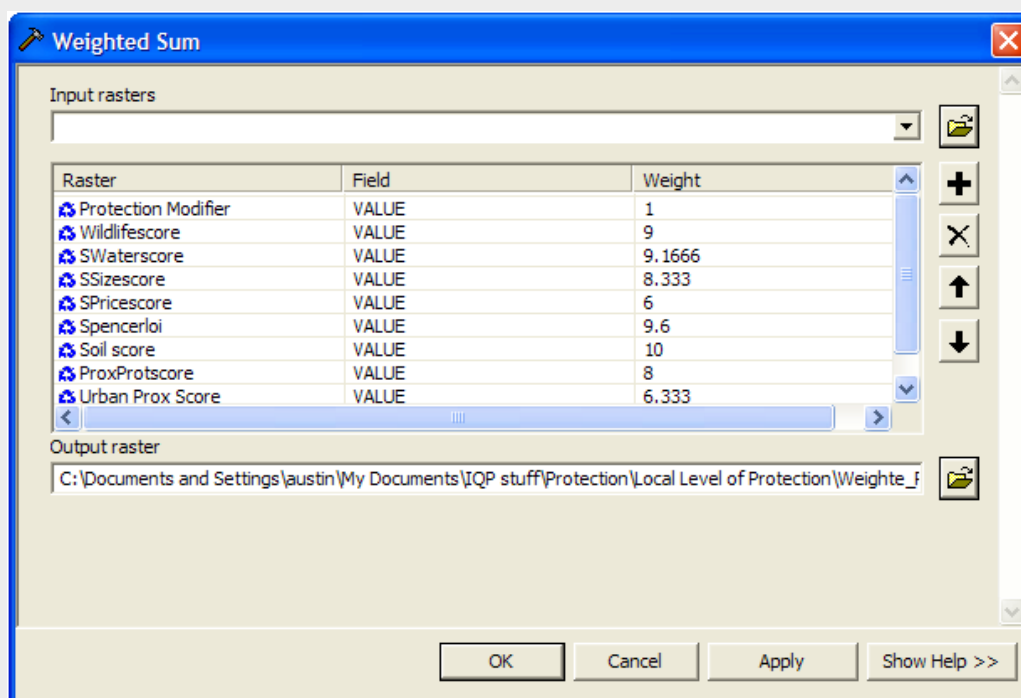 Weighted Sum
Input rasters
Raster Field Weight
Protection Modifier VALUE 1
Wildlifescore VALUE 9
SWaterscore VALUE 9.1666
SSizescore VALUE 8.333
SPricescore VALUE 6
Spencerloi VALUE 9.6
Soil score VALUE 10
ProxProtscore VALUE 8
Urban Prox Score VALUE 6.333
Output raster
C:\Documents and Settings\austin\My Documents\IQP stuff\Protection\Local Level of Protection\Weighte_F
OK Cancel Apply Show Help >>